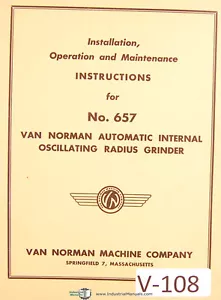 Installation,
Operation and Maintenance
INSTRUCTIONS
for
No. 657
VAN NORMAN AUTOMATIC INTERNAL
OSCILLATING RADIUS GRINDER
VAN NORMAN MACHINE COMPANY
SPRINGFIELD 7, MASSACHUSETTS
V-108